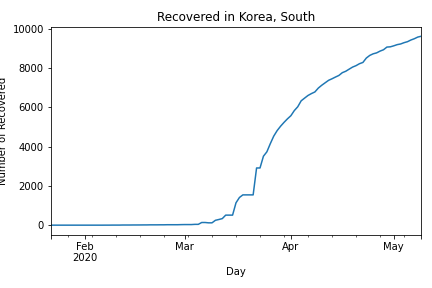 Recovered in Korea, South
10000
8000
6000
4000
2000
0
Number of Recovered
Feb
2020
Mar
Apr
May
Day